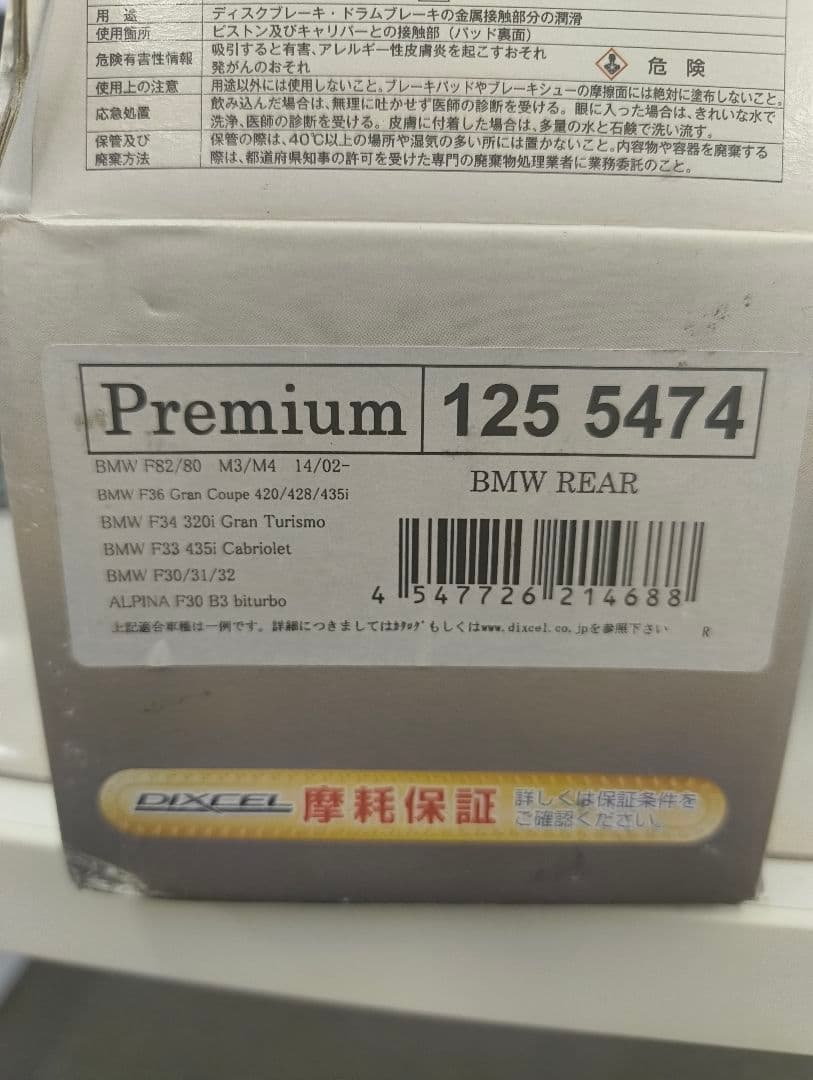 用途 ディスクブレーキ・ドラムブレーキの金属接触部分の潤滑
使用箇所 ピストン及びキャリパーとの接触部（パッド裏面）
危険有害性情報 吸引すると有害、アレルギー性皮膚炎を起こすおそれ
発がんのおそれ
危険
使用上の注意 用途以外には使用しないこと。ブレーキパッドやブレーキシューの摩擦面には絶対に塗布しないこと。
応急処置 飲み込んだ場合は、無理に吐かせず医師の診断を受ける。眼に入った場合は、きれいな水で
洗浄、医師の診断を受ける。皮膚に付着した場合は、多量の水と石鹸で洗い流す。
保管及び 保管の際は、40℃以上の場所や湿気の多い所には置かないこと。内容物や容器を廃棄する
廃棄方法 際は、都道府県知事の許可を受けた専門の廃棄物処理業者に業務委託のこと。
Premium 125 5474
BMW F82/80 M3/M4 14/02-
BMW REAR
BMW F36 Gran Coupe 420/428/435i
BMW F34 320i Gran Turismo
BMW F33 435i Cabriolet
BMW F30/31/32
ALPINA F30 B3 biturbo
4 547726 214688
上記適合車種は一例です。詳細につきましてはｶﾀﾛｸﾞもしくはwww.dixcel.co.jpを参照下さい R
DIXCEL 摩耗保証 詳しくは保証条件を
ご確認ください。